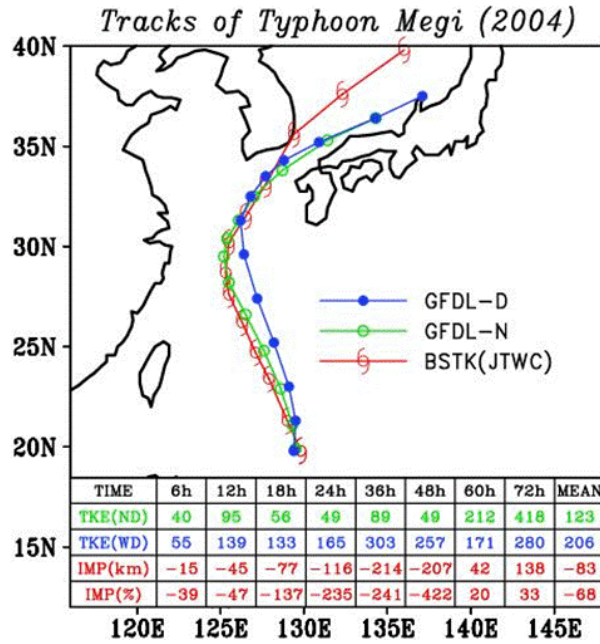 Tracks of Typhoon Megi (2004)
40N
35N
30N
25N
20N
15N
GFDL-D
GFDL-N
BSTK(JTWC)
TIME 6h 12h 18h 24h 36h 48h 60h 72h MEAN
TKE(ND) 40 95 56 49 89 49 212 418 123
TKE(WD) 55 139 133 165 303 257 171 280 206
IMP(km) -15 -45 -77 -116 -214 -207 42 138 -83
IMP(%) -39 -47 -137 -235 -241 -422 20 33 -68
120E 125E 130E 135E 140E 145E